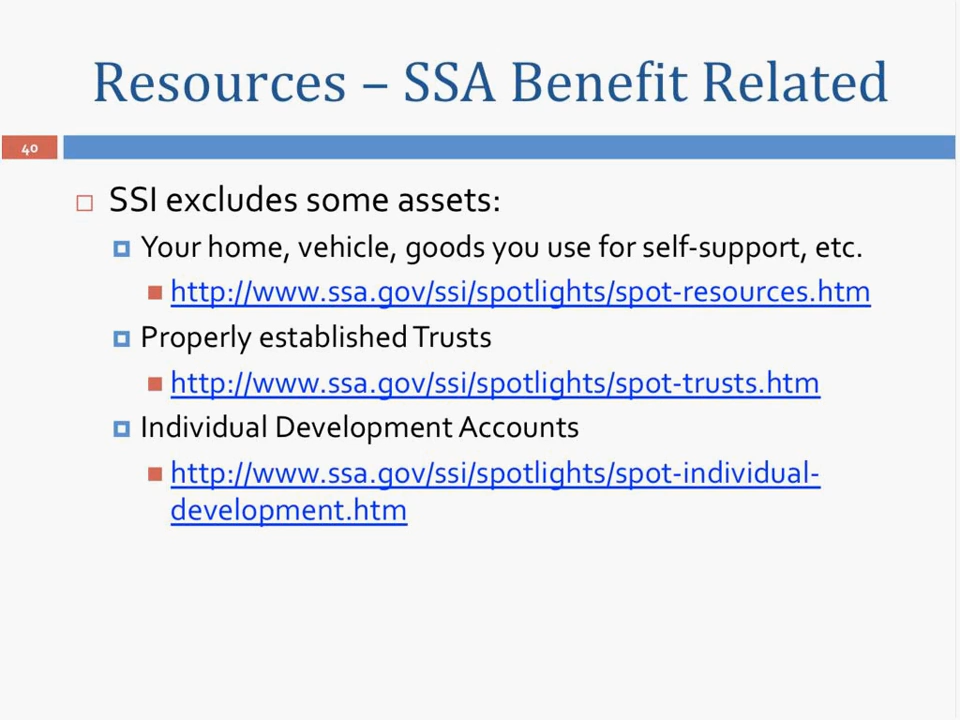 Resources – SSA Benefit Related
40
SSI excludes some assets:
Your home, vehicle, goods you use for self-support, etc.
http://www.ssa.gov/ssi/spotlights/spot-resources.htm
Properly established Trusts
http://www.ssa.gov/ssi/spotlights/spot-trusts.htm
Individual Development Accounts
http://www.ssa.gov/ssi/spotlights/spot-individual-
development.htm